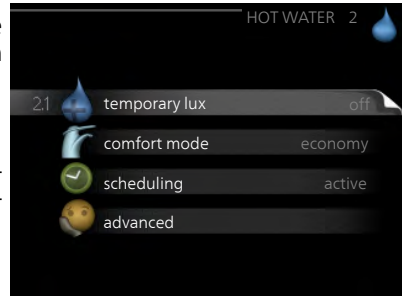 HOT WATER 2
2.1 temporary lux off
comfort mode economy
scheduling active
advanced